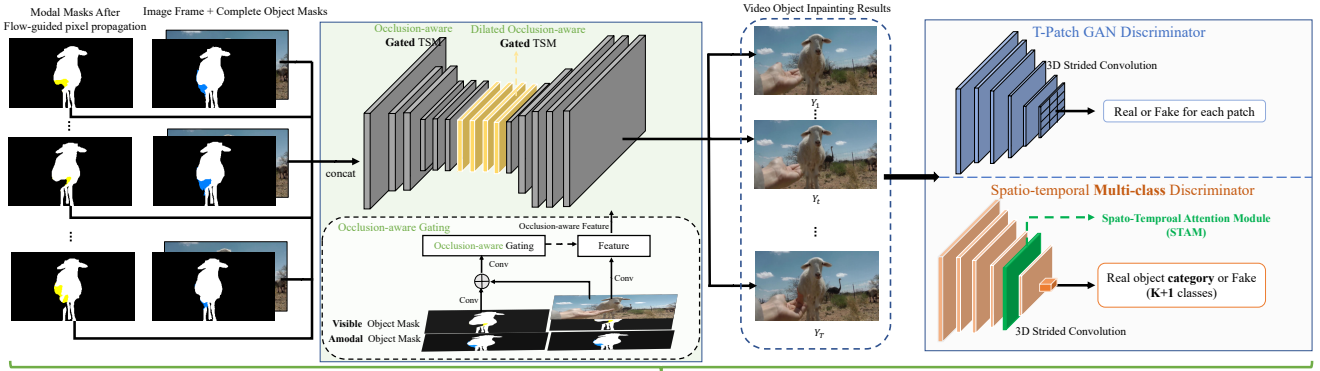 Modal Masks After
Flow-guided pixel propagation
Image Frame + Complete Object Masks
...
...
concat
Occlusion-aware
Gated TSM
Dilated Occlusion-aware
Gated TSM
Occlusion-aware Gating
Occlusion-aware Feature
Occlusion-aware Gating
Feature
Conv
Conv
Conv
Visible Object Mask
Amodal Object Mask
Video Object Inpainting Results
Y1
...
Yt
...
YT
T-Patch GAN Discriminator
3D Strided Convolution
Real or Fake for each patch
Spatio-temporal Multi-class Discriminator
Spato-Temproal Attention Module
(STAM)
Real object category or Fake
(K+1 classes)
3D Strided Convolution